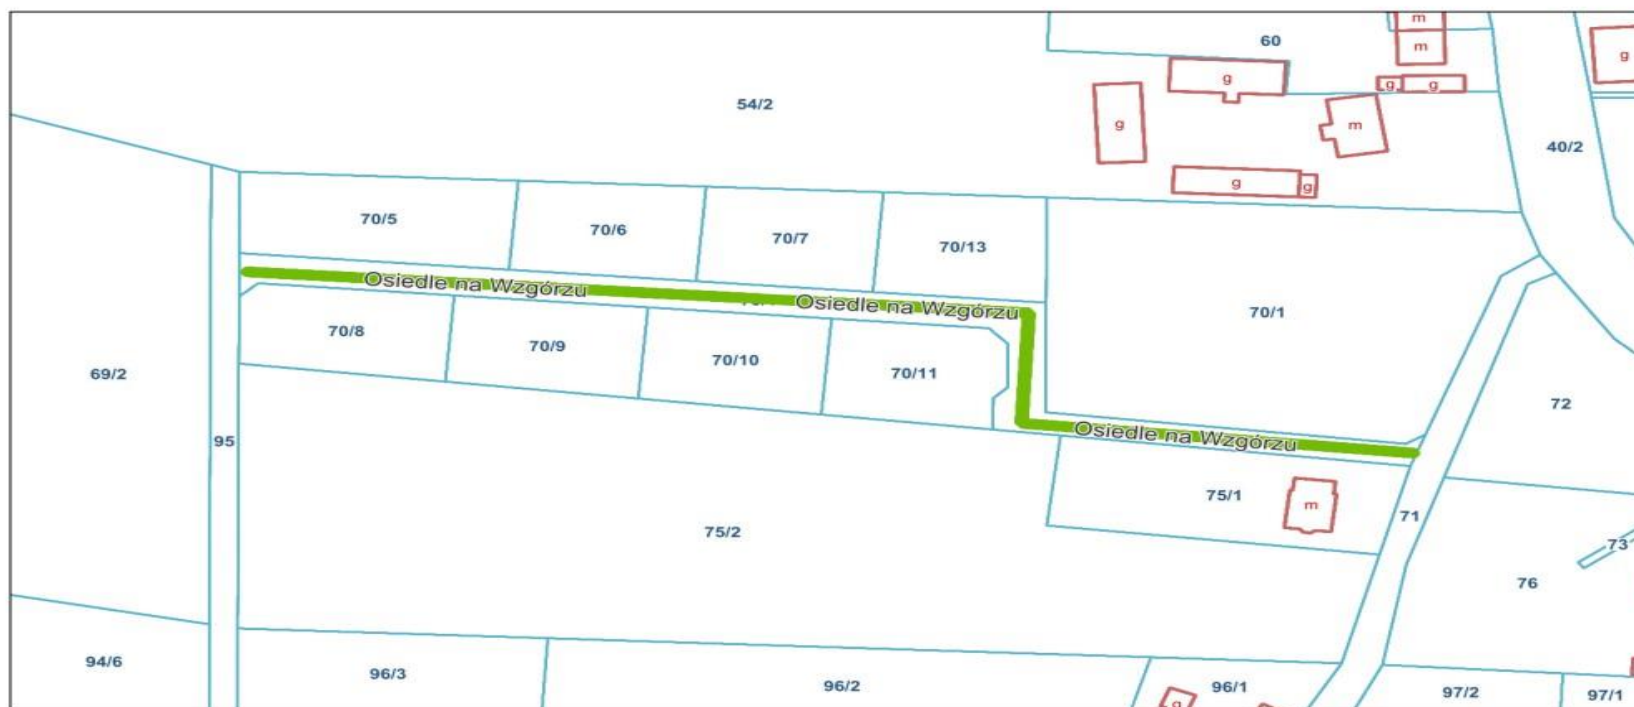 m
60
m
g
g
g
g
54/2
g
m
40/2
g
g
70/5
70/6
70/7
70/13
Osiedle na Wzgórzu
Osiedle na Wzgórzu
70/1
70/8
70/9
70/10
70/11
69/2
72
95
Osiedle na Wzgórzu
75/1
m
71
75/2
73
76
94/6
96/3
96/2
96/1
97/2
97/1
g